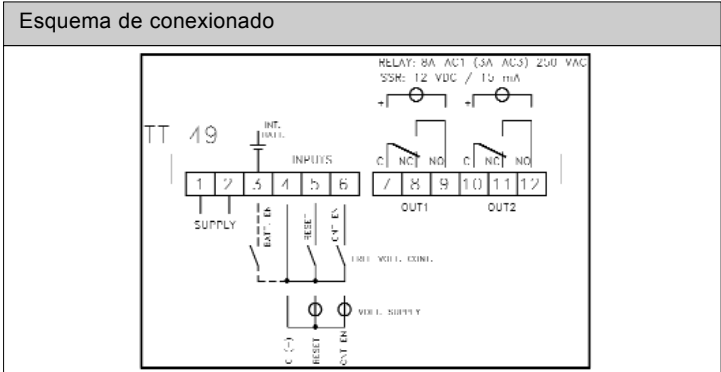 Esquema de conexionado
RELAY: 8A AC1 (3A AC3) 250 VAC
SSR: 12 VDC / 15 mA
+ +
TT 49
INT.
BATT.
INPUTS
C NC NO C NC NO
1 2 3 4 5 6 7 8 9 10 11 12
SUPPLY
OUT1 OUT2
BATT. EN
RESET
CNT EN
FREE VOLT. CONT.
VOLT. SUPPLY
C (-)
RESET
CNT EN